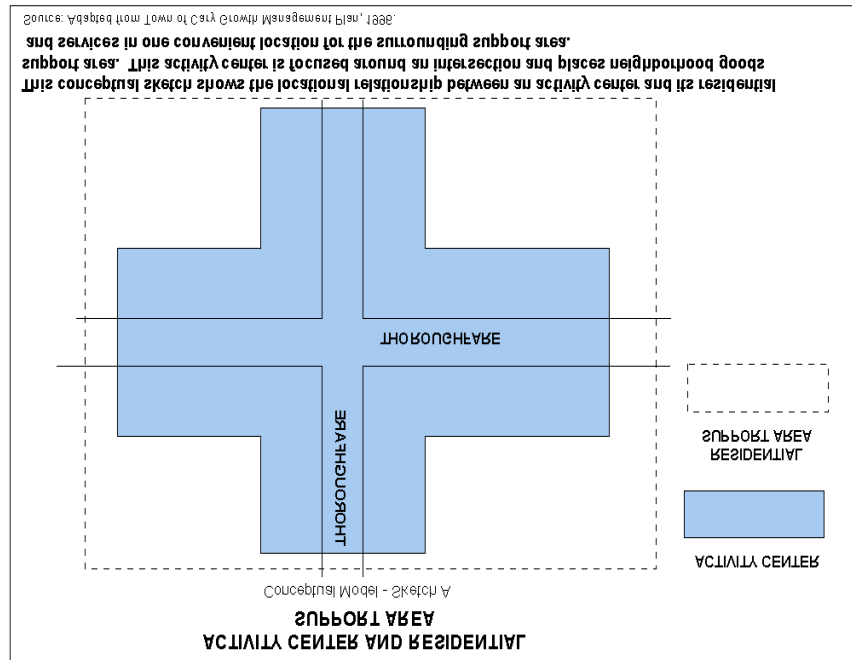 ACTIVITY CENTER AND RESIDENTIAL
SUPPORT AREA
Conceptual Model - Sketch A
ACTIVITY CENTER
RESIDENTIAL
SUPPORT AREA
THOROUGHFARE
THOROUGHFARE
This conceptual sketch shows the locational relationship between an activity center and its residential
support area. This activity center is focused around an intersection and places neighborhood goods
and services in one convenient location for the surrounding support area.
Source: Adapted from Town of Cary Growth Management Plan, 1996.